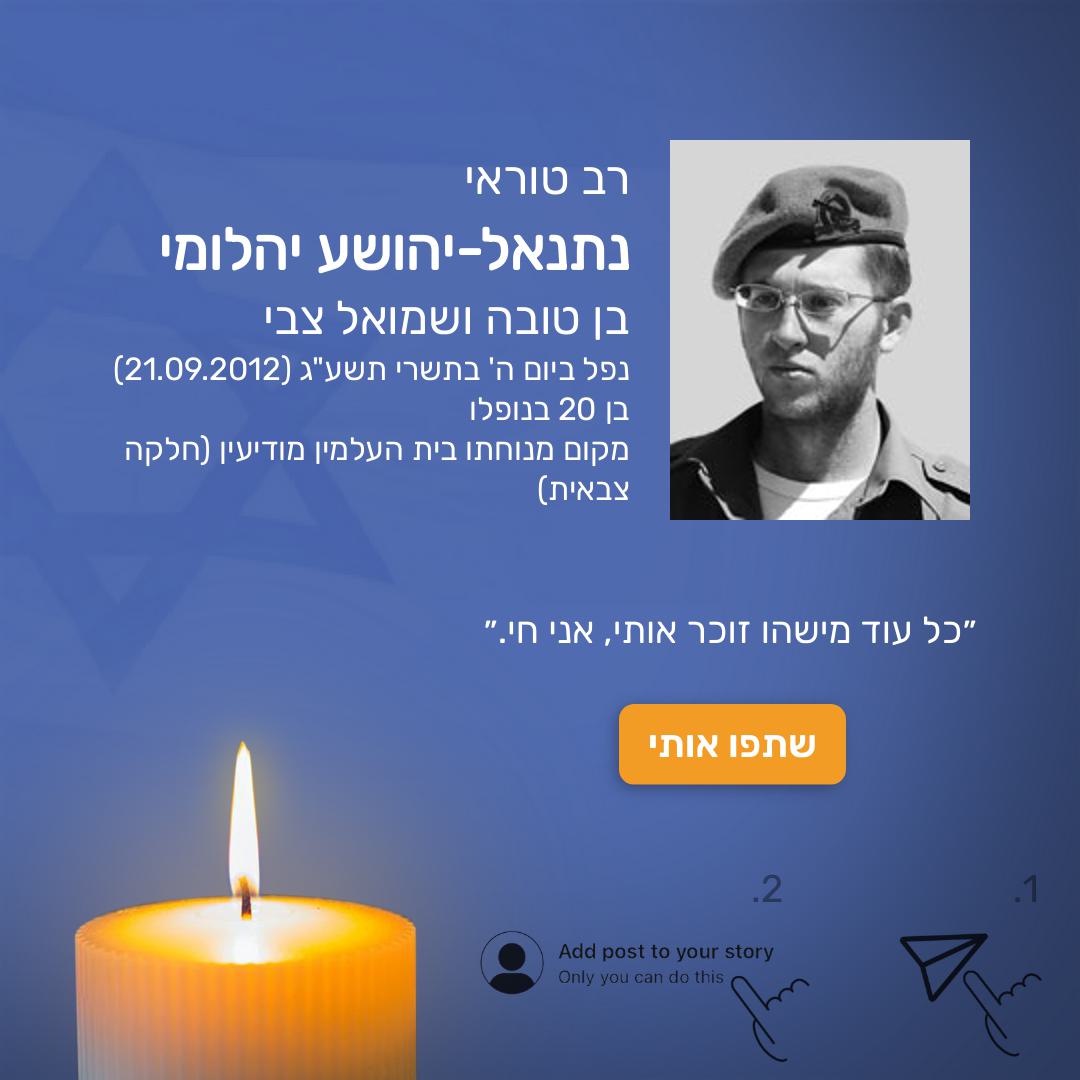 רב טוראי
נתנאל-יהושע יהלומי
בן טובה ושמואל צבי
נפל ביום ה' בתשרי תשע"ג (21.09.2012)
בן 20 בנופלו
מקום מנוחתו בית העלמין מודיעין (חלקה
צבאית)
״כל עוד מישהו זוכר אותי, אני חי.״
שתפו אותי
1.
2.
Add post to your story
Only you can do this